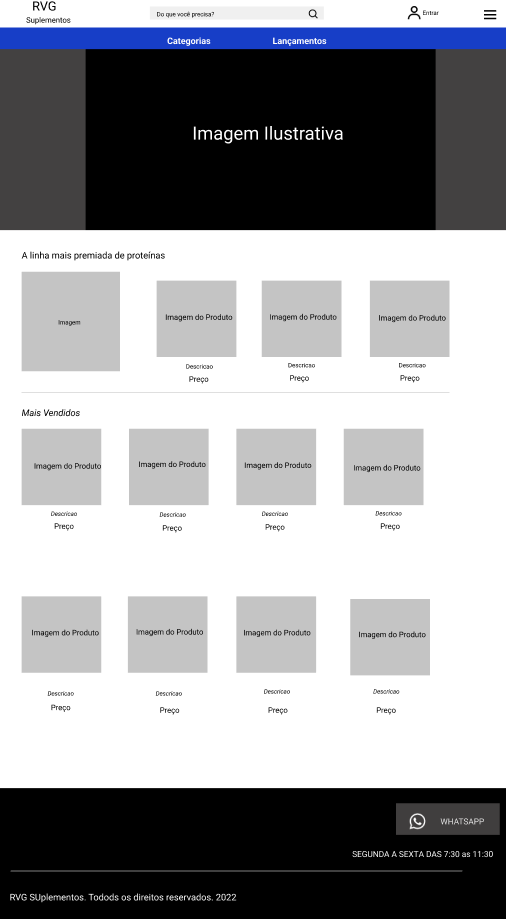 RVG
Suplementos
Do que você precisa?
Entrar
Categorias
Lançamentos
Imagem Ilustrativa
A linha mais premiada de proteínas
Imagem
Imagem do Produto
Imagem do Produto
Imagem do Produto
Descricao
Descricao
Descricao
Preço
Preço
Preço
Mais Vendidos
Imagem do Produto
Imagem do Produto
Imagem do Produto
Imagem do Produto
Descricao
Descricao
Descricao
Descricao
Preço
Preço
Preço
Preço
Imagem do Produto
Imagem do Produto
Imagem do Produto
Imagem do Produto
Descricao
Descricao
Descricao
Descricao
Preço
Preço
Preço
Preço
WHATSAPP
SEGUNDA A SEXTA DAS 7:30 as 11:30
RVG SUplementos. Todods os direitos reservados. 2022